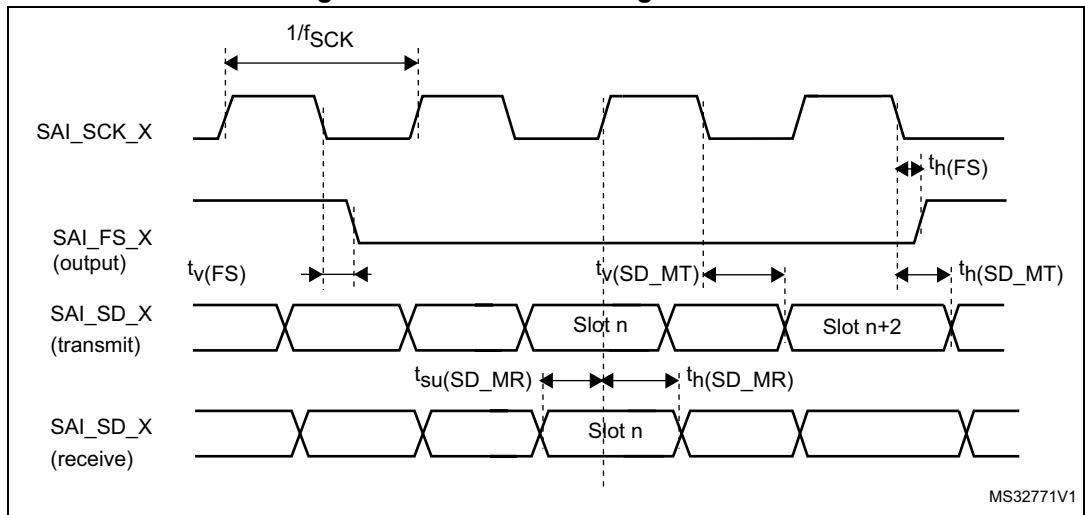 1/fSCK
SAI_SCK_X
th(FS)
SAI_FS_X
(output)
tv(FS)
tv(SD_MT)
th(SD_MT)
SAI_SD_X
(transmit)
Slot n
Slot n+2
tsu(SD_MR)
th(SD_MR)
SAI_SD_X
(receive)
Slot n
MS32771V1